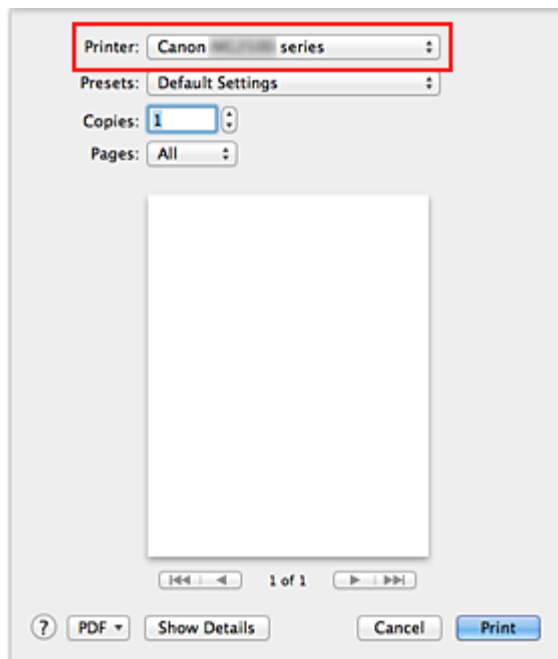 Printer: Canon series
Presets: Default Settings
Copies: 1
Pages: All
1 of 1
? PDF Show Details Cancel Print